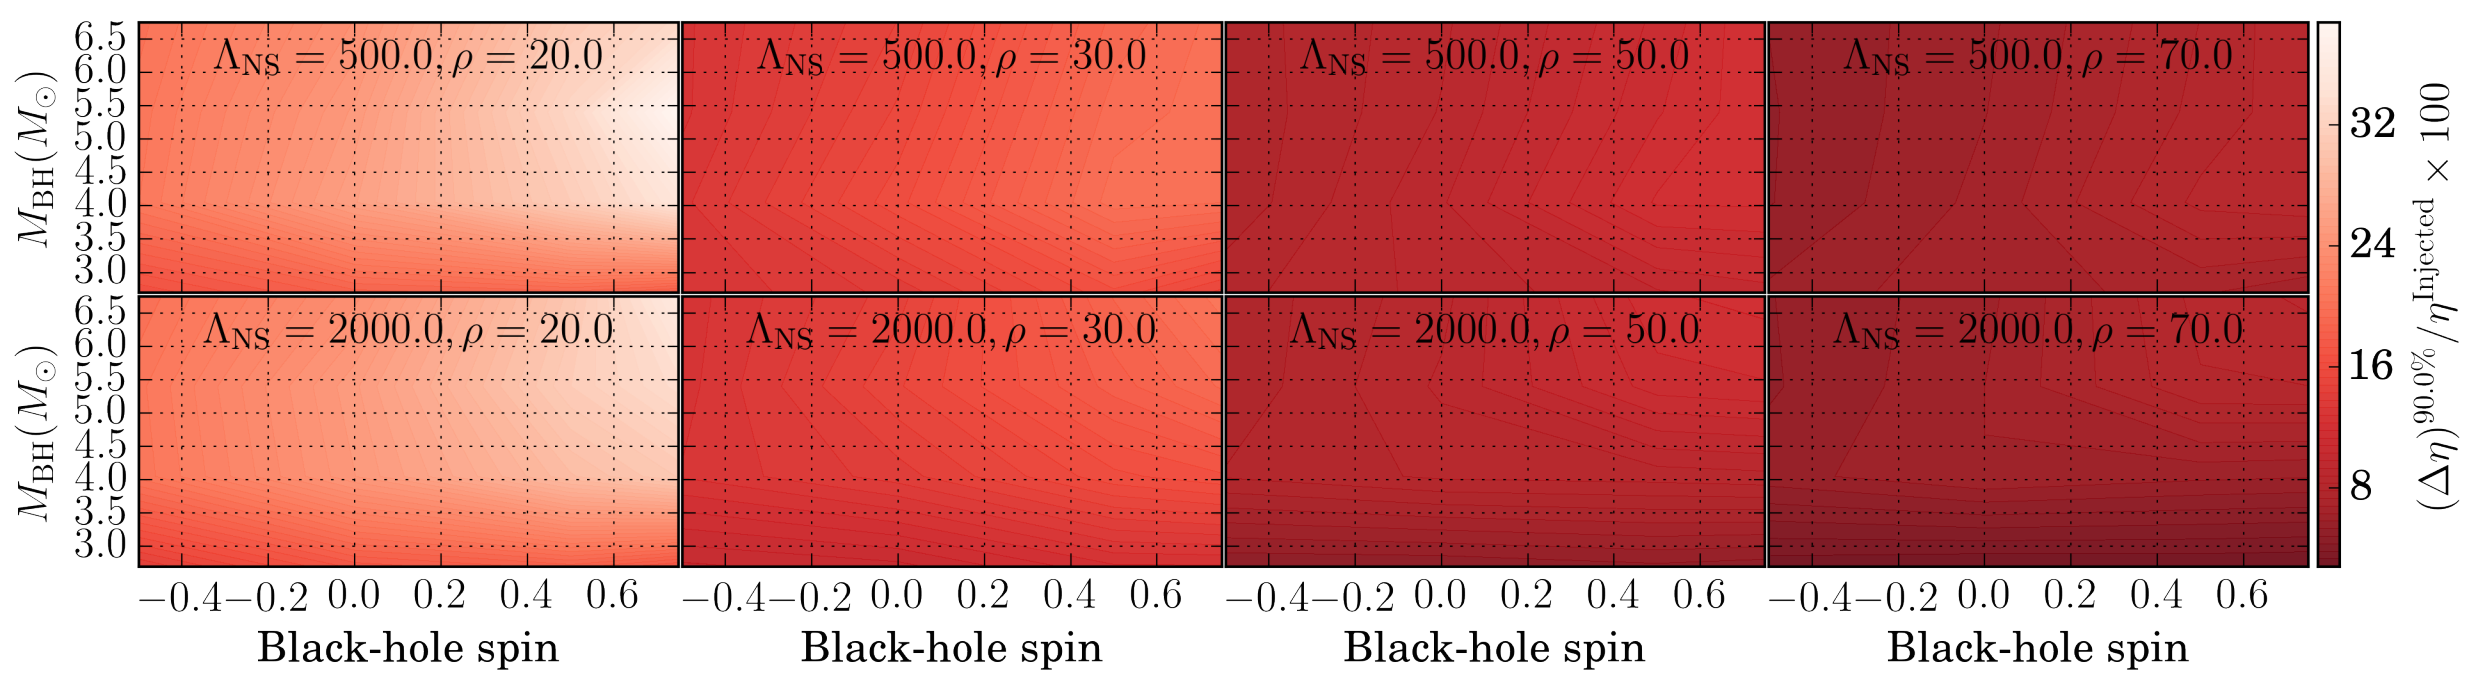 Λ_NS = 500.0, ρ = 20.0
Λ_NS = 500.0, ρ = 30.0
Λ_NS = 500.0, ρ = 50.0
Λ_NS = 500.0, ρ = 70.0
M_BH(M_⊙)
6.5
6.0
5.5
5.0
4.5
4.0
3.5
3.0
Λ_NS = 2000.0, ρ = 20.0
Λ_NS = 2000.0, ρ = 30.0
Λ_NS = 2000.0, ρ = 50.0
Λ_NS = 2000.0, ρ = 70.0
M_BH(M_⊙)
6.5
6.0
5.5
5.0
4.5
4.0
3.5
3.0
−0.4 −0.2 0.0 0.2 0.4 0.6
−0.4 −0.2 0.0 0.2 0.4 0.6
−0.4 −0.2 0.0 0.2 0.4 0.6
−0.4 −0.2 0.0 0.2 0.4 0.6
Black-hole spin
Black-hole spin
Black-hole spin
Black-hole spin
32
24
16
8
(Δη)^90.0%/η^Injected × 100